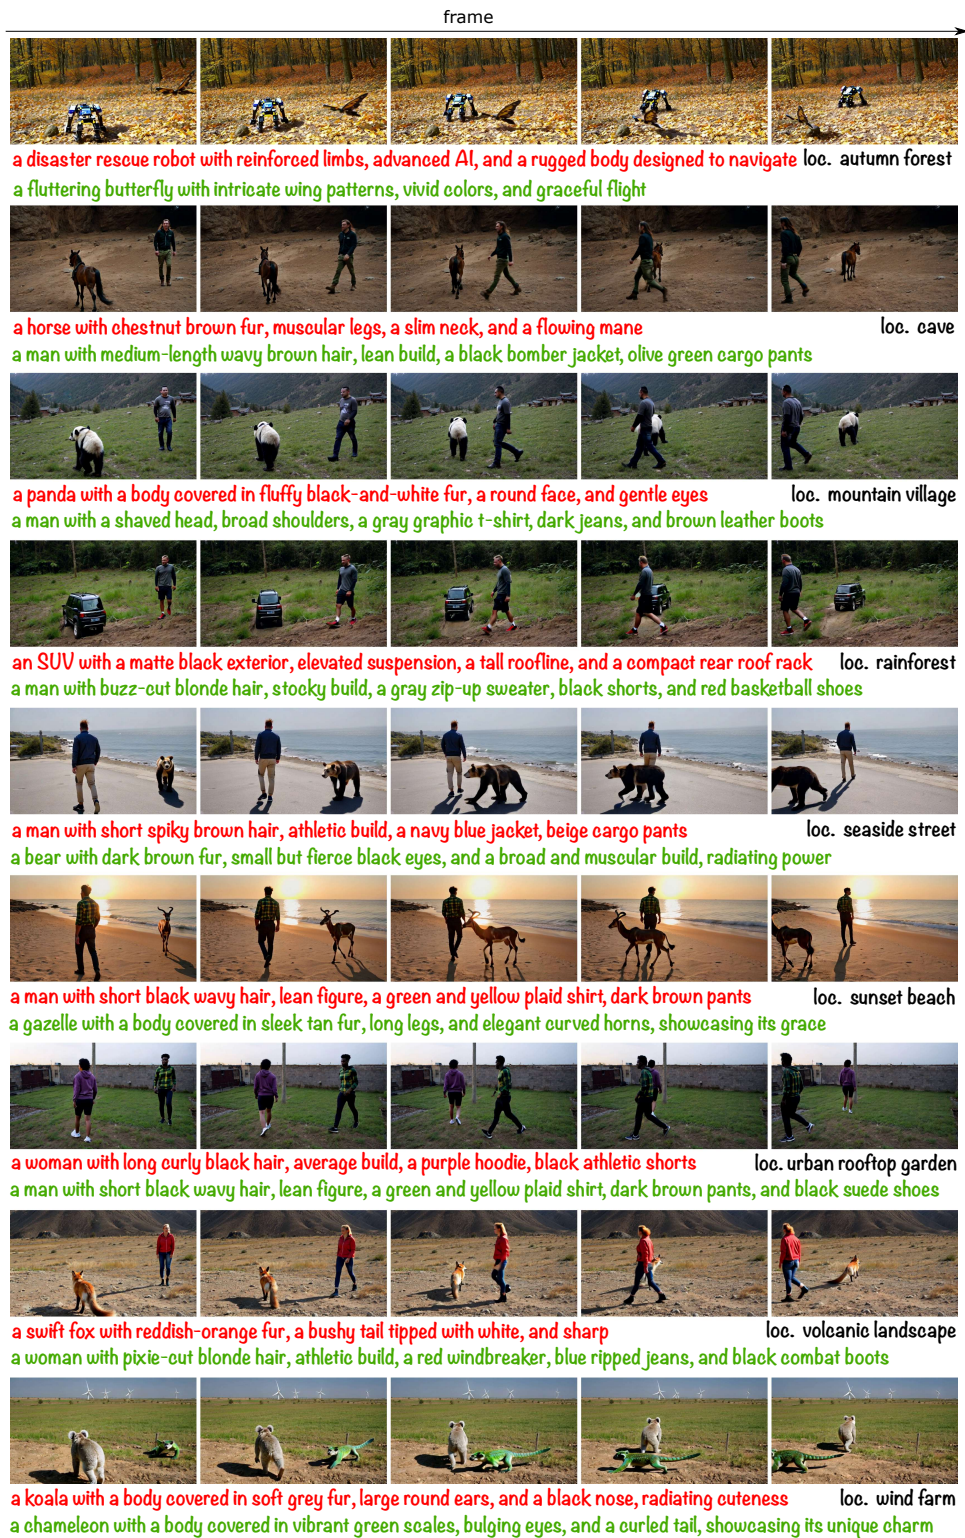 frame
a disaster rescue robot with reinforced limbs, advanced AI, and a rugged body designed to navigate loc. autumn forest
a fluttering butterfly with intricate wing patterns, vivid colors, and graceful flight
a horse with chestnut brown fur, muscular legs, a slim neck, and a flowing mane loc. cave
a man with medium-length wavy brown hair, lean build, a black bomber jacket, olive green cargo pants
a panda with a body covered in fluffy black-and-white fur, a round face, and gentle eyes loc. mountain village
a man with a shaved head, broad shoulders, a gray graphic t-shirt, dark jeans, and brown leather boots
an SUV with a matte black exterior, elevated suspension, a tall roofline, and a compact rear roof rack loc. rainforest
a man with buzz-cut blonde hair, stocky build, a gray zip-up sweater, black shorts, and red basketball shoes
a man with short spiky brown hair, athletic build, a navy blue jacket, beige cargo pants loc. seaside street
a bear with dark brown fur, small but fierce black eyes, and a broad and muscular build, radiating power
a man with short black wavy hair, lean figure, a green and yellow plaid shirt, dark brown pants loc. sunset beach
a gazelle with a body covered in sleek tan fur, long legs, and elegant curved horns, showcasing its grace
a woman with long curly black hair, average build, a purple hoodie, black athletic shorts loc. urban rooftop garden
a man with short black wavy hair, lean figure, a green and yellow plaid shirt, dark brown pants, and black suede shoes
a swift fox with reddish-orange fur, a bushy tail tipped with white, and sharp loc. volcanic landscape
a woman with pixie-cut blonde hair, athletic build, a red windbreaker, blue ripped jeans, and black combat boots
a koala with a body covered in soft grey fur, large round ears, and a black nose, radiating cuteness loc. wind farm
a chameleon with a body covered in vibrant green scales, bulging eyes, and a curled tail, showcasing its unique charm